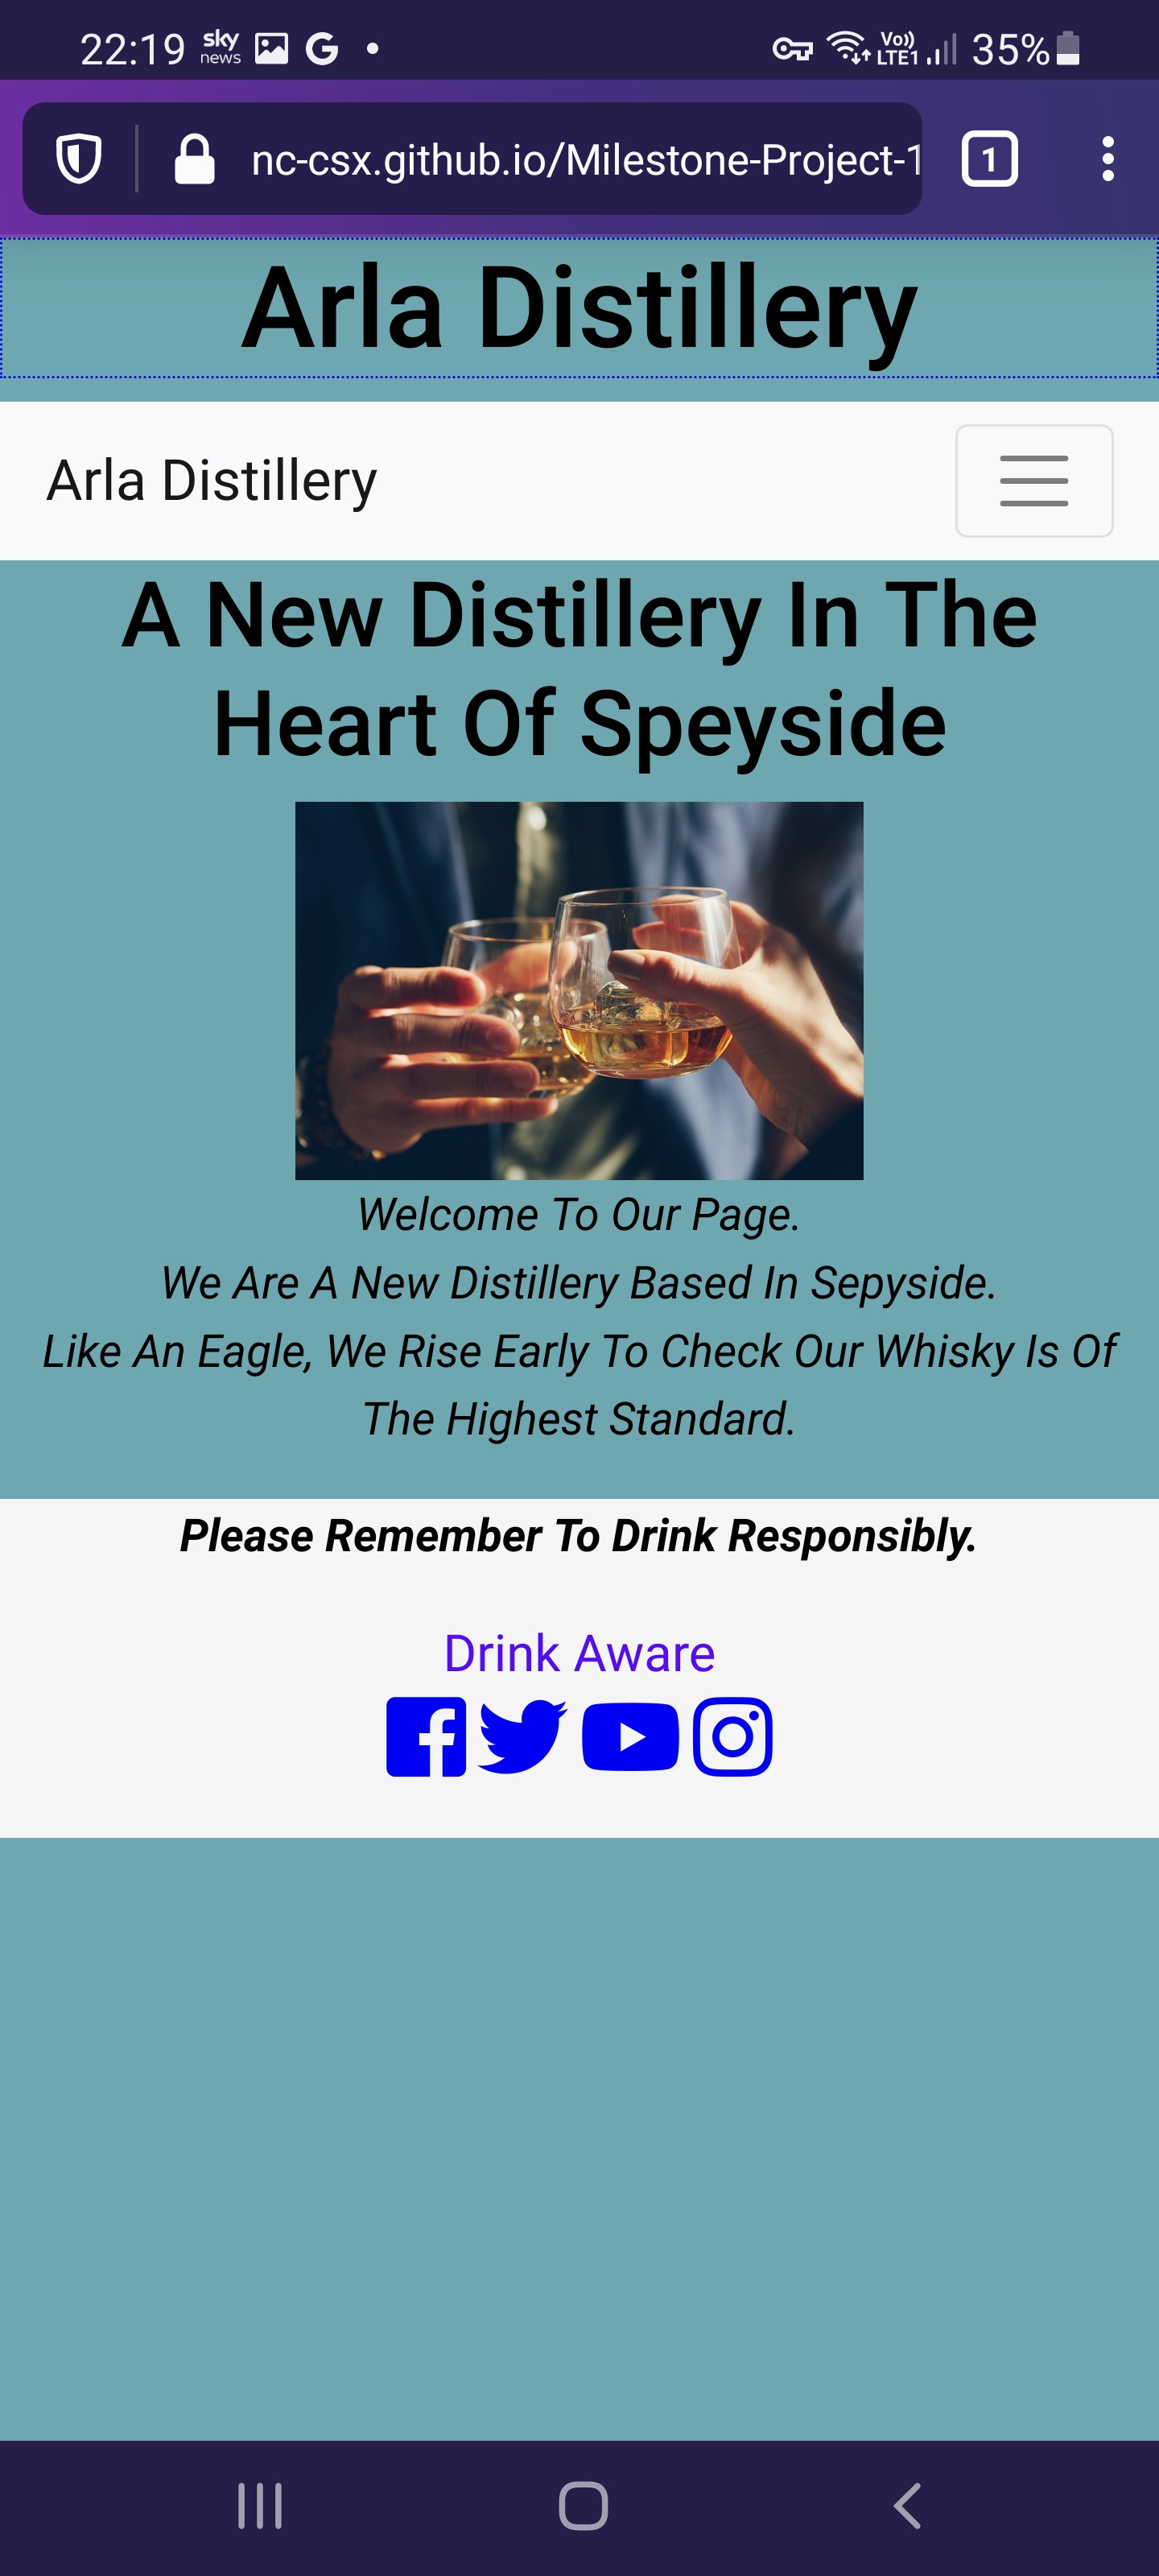 22:19 sky news G Vo)) LTE1 35%
nc-csx.github.io/Milestone-Project-1 1
Arla Distillery
Arla Distillery
A New Distillery In The
Heart Of Speyside
Welcome To Our Page.
We Are A New Distillery Based In Sepyside.
Like An Eagle, We Rise Early To Check Our Whisky Is Of
The Highest Standard.
Please Remember To Drink Responsibly.
Drink Aware